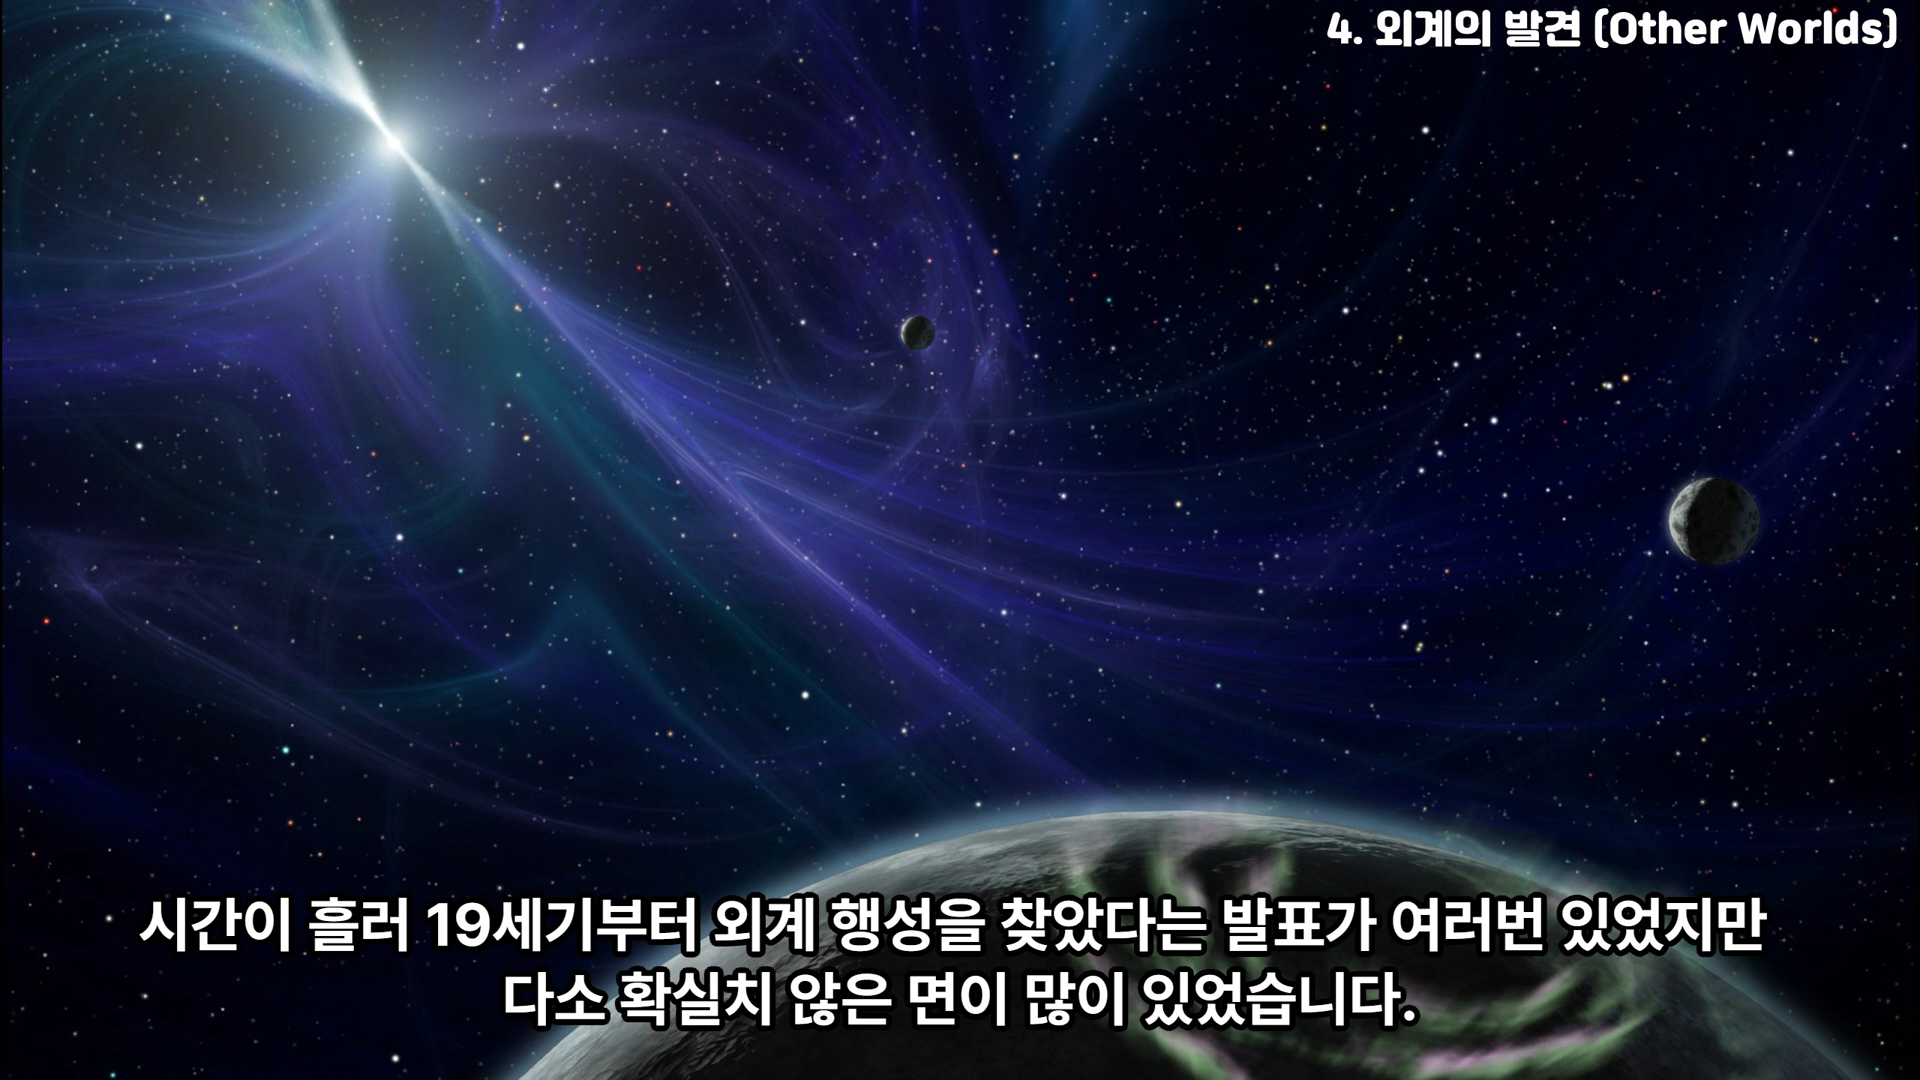 4. 외계의 발견 (Other Worlds)
시간이 흘러 19세기부터 외계 행성을 찾았다는 발표가 여러번 있었지만
다소 확실치 않은 면이 많이 있었습니다.